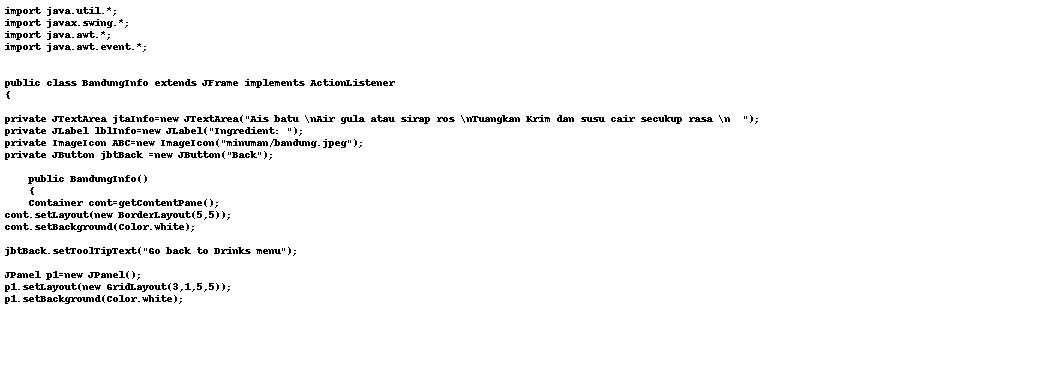 import java.util.*;
import javax.swing.*;
import java.awt.*;
import java.awt.event.*;
public class BandungInfo extends JFrame implements ActionListener
{
private JTextArea jtaInfo=new JTextArea("Ais batu \nAir gula atau sirap ros \nTuangkan Krim dan susu cair secukup rasa \n  ");
private JLabel lblInfo=new JLabel("Ingredient: ");
private ImageIcon ABC=new ImageIcon("minuman/bandung.jpeg");
private JButton jbtBack =new JButton("Back");
public BandungInfo()
{
Container cont=getContentPane();
cont.setLayout(new BorderLayout(5,5));
cont.setBackground(Color.white);
jbtBack.setToolTipText("Go back to Drinks menu");
JPanel p1=new JPanel();
p1.setLayout(new GridLayout(3,1,5,5));
p1.setBackground(Color.white);